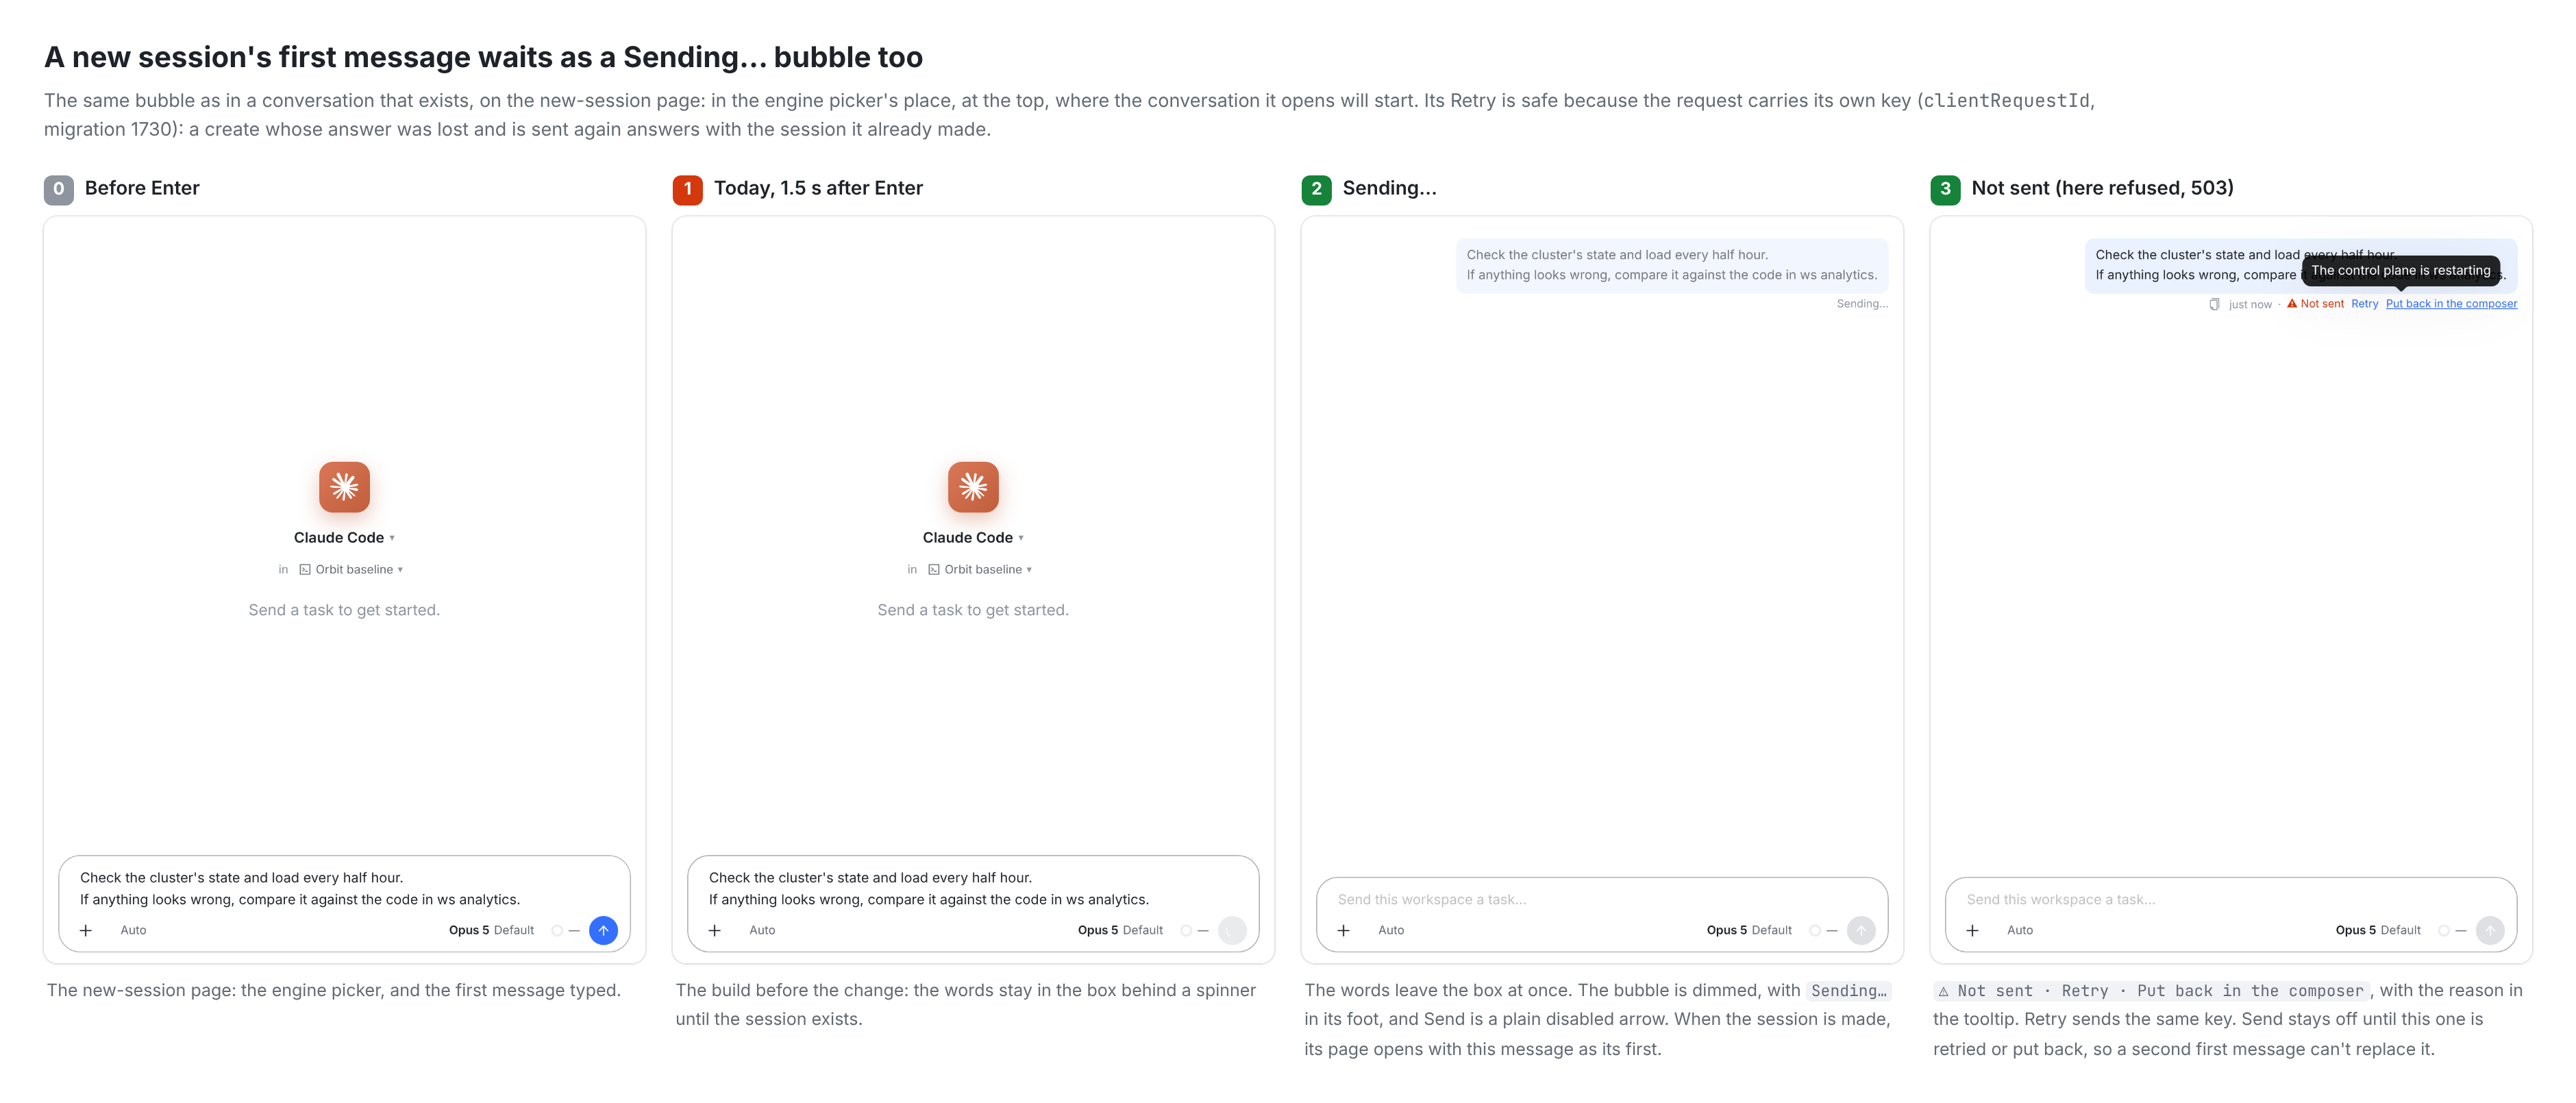 A new session's first message waits as a Sending… bubble too
The same bubble as in a conversation that exists, on the new-session page: in the engine picker's place, at the top, where the conversation it opens will start. Its Retry is safe because the request carries its own key (clientRequestId,
migration 1730): a create whose answer was lost and is sent again answers with the session it already made.
0 Before Enter
Claude Code
in Orbit baseline
Send a task to get started.
Check the cluster's state and load every half hour.
If anything looks wrong, compare it against the code in ws analytics.
Auto Opus 5 Default —
The new-session page: the engine picker, and the first message typed.
1 Today, 1.5 s after Enter
Claude Code
in Orbit baseline
Send a task to get started.
Check the cluster's state and load every half hour.
If anything looks wrong, compare it against the code in ws analytics.
Auto Opus 5 Default —
The build before the change: the words stay in the box behind a spinner
until the session exists.
2 Sending…
Check the cluster's state and load every half hour.
If anything looks wrong, compare it against the code in ws analytics.
Sending…
Send this workspace a task…
Auto Opus 5 Default —
The words leave the box at once. The bubble is dimmed, with Sending…
in its foot, and Send is a plain disabled arrow. When the session is made,
its page opens with this message as its first.
3 Not sent (here refused, 503)
Check the cluster's state and load every half hour.
If anything looks wrong, compare
The control plane is restarting
just now · Not sent Retry Put back in the composer
Send this workspace a task…
Auto Opus 5 Default —
⚠ Not sent · Retry · Put back in the composer, with the reason in
the tooltip. Retry sends the same key. Send stays off until this one is
retried or put back, so a second first message can't replace it.